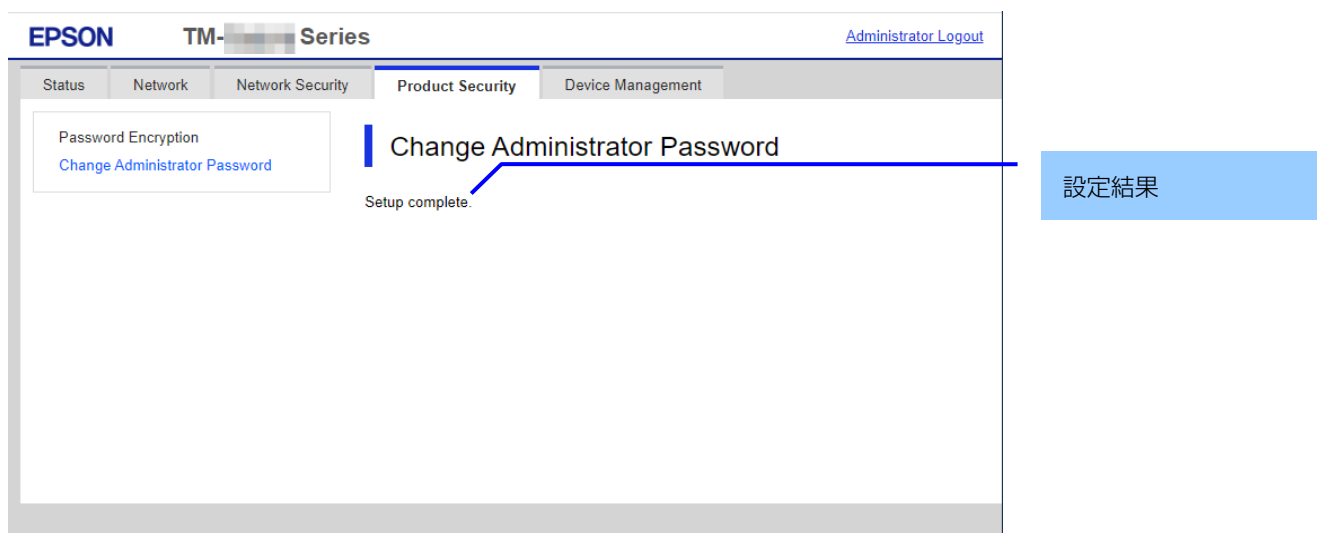 EPSON TM- Series Administrator Logout
Status Network Network Security Product Security Device Management
Password Encryption
Change Administrator Password
Change Administrator Password
Setup complete.
設定結果